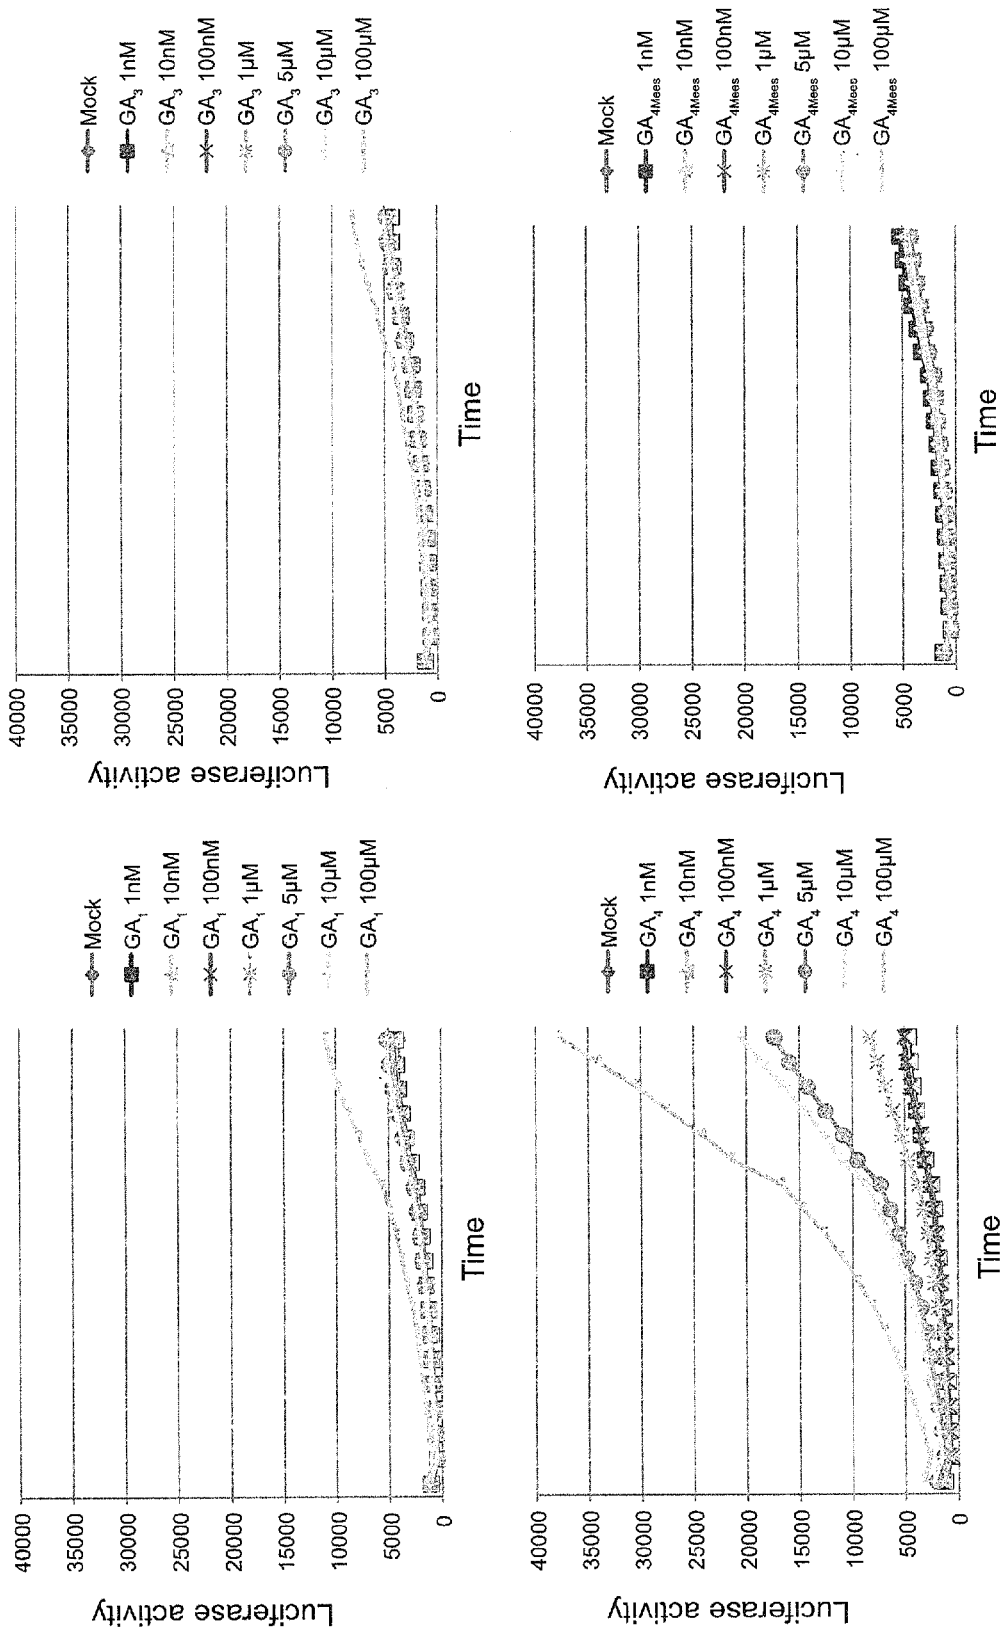 Luciferase activity
40000
35000
30000
25000
20000
15000
10000
5000
0
Time
Mock
GA₁ 1nM
GA₁ 10nM
GA₁ 100nM
GA₁ 1µM
GA₁ 5µM
GA₁ 10µM
GA₁ 100µM
Luciferase activity
40000
35000
30000
25000
20000
15000
10000
5000
0
Time
Mock
GA₃ 1nM
GA₃ 10nM
GA₃ 100nM
GA₃ 1µM
GA₃ 5µM
GA₃ 10µM
GA₃ 100µM
Luciferase activity
40000
35000
30000
25000
20000
15000
10000
5000
0
Time
Mock
GA₄ 1nM
GA₄ 10nM
GA₄ 100nM
GA₄ 1µM
GA₄ 5µM
GA₄ 10µM
GA₄ 100µM
Luciferase activity
40000
35000
30000
25000
20000
15000
10000
5000
0
Time
Mock
GA4Mees 1nM
GA4Mees 10nM
GA4Mees 100nM
GA4Mees 1µM
GA4Mees 5µM
GA4Mees 10µM
GA4Mees 100µM